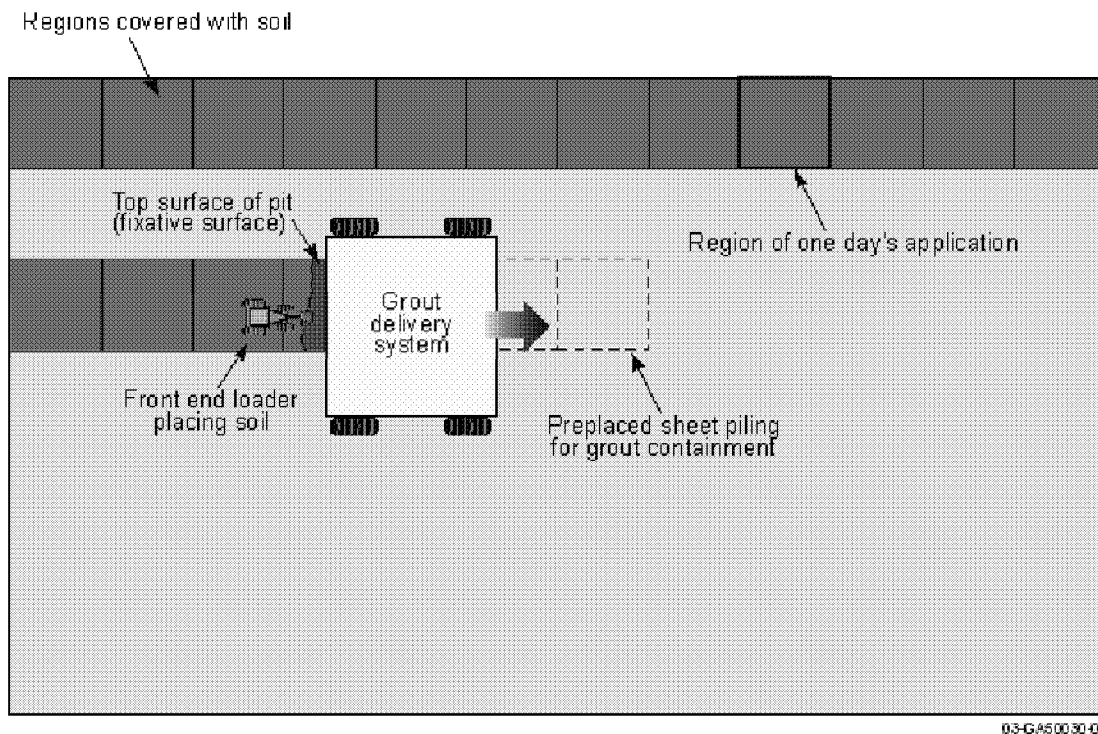 Regions covered with soil
Top surface of pit
(fixative surface)
Region of one day's application
Grout
delivery
system
Front end loader
placing soil
Preplaced sheet piling
for grout containment
03-GA50030-0